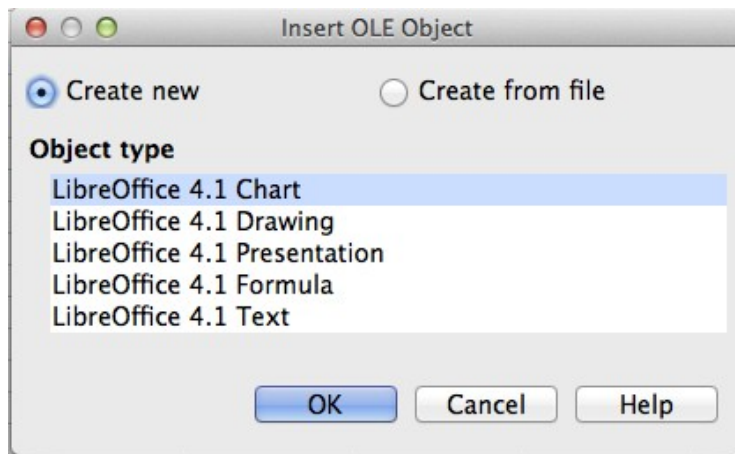 Insert OLE Object
Create new Create from file
Object type
LibreOffice 4.1 Chart
LibreOffice 4.1 Drawing
LibreOffice 4.1 Presentation
LibreOffice 4.1 Formula
LibreOffice 4.1 Text
OK Cancel Help